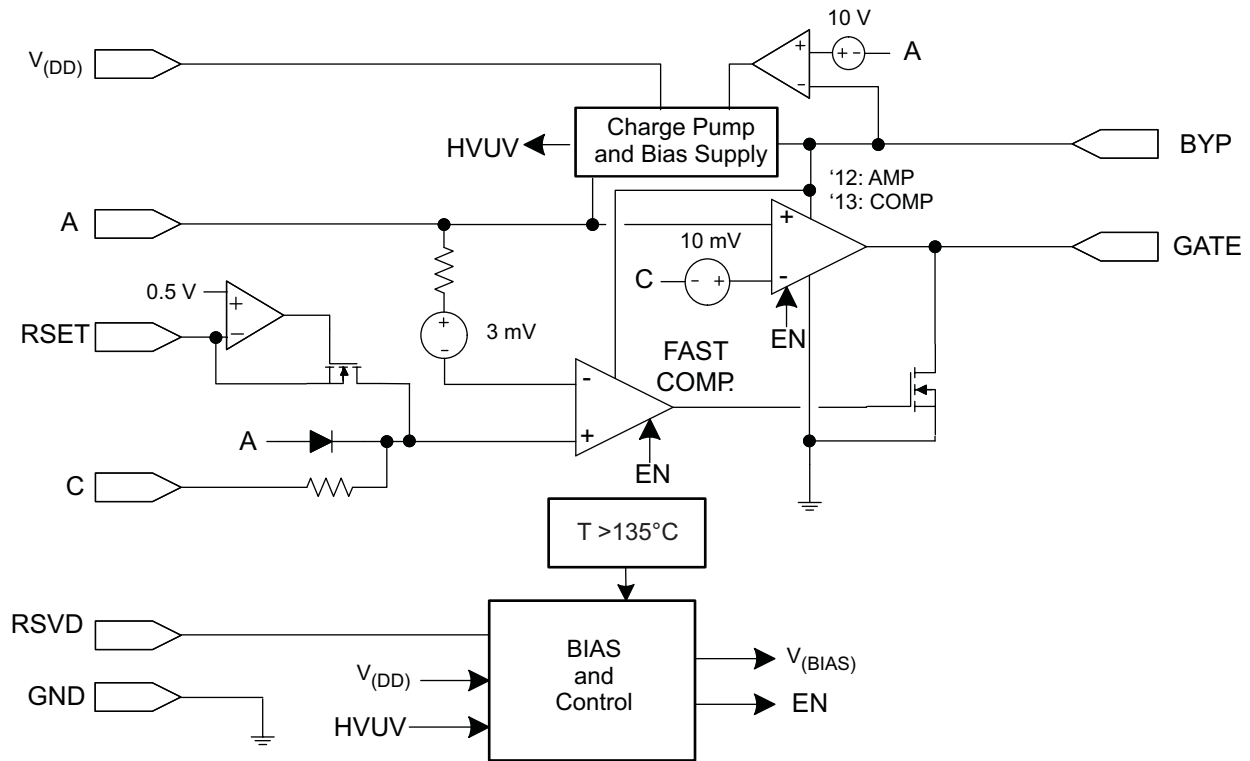 10 V
V(DD)
+
-
+ -
A
Charge Pump
and Bias Supply
HVUV
BYP
‘12: AMP
‘13: COMP
A
+
-
10 mV
C
- +
GATE
EN
0.5 V
+
-
RSET
+
-
3 mV
FAST
COMP.
-
+
A
EN
C
T >135°C
RSVD
BIAS
and
Control
V(DD)
V(BIAS)
GND
EN
HVUV